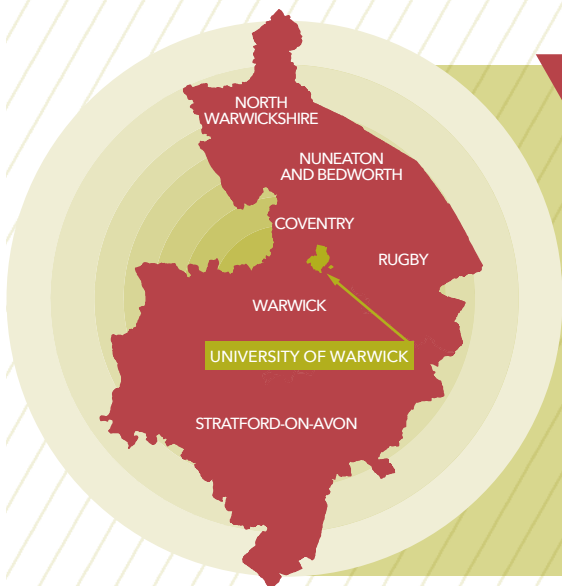 NORTH
WARWICKSHIRE
NUNEATON
AND BEDWORTH
COVENTRY
RUGBY
WARWICK
UNIVERSITY OF WARWICK
STRATFORD-ON-AVON